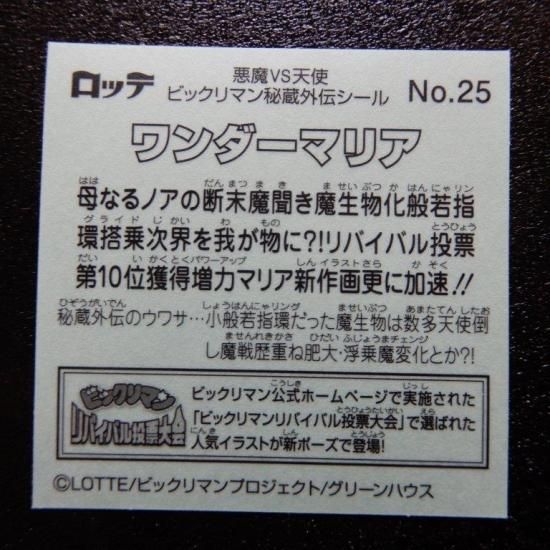 ロッテ 悪魔VS天使 No.25
ビックリマン秘蔵外伝シール
ワンダーマリア
母なるノアの断末魔聞き魔生物化般若指
環搭乗次界を我が物に?!リバイバル投票
第10位獲得増力マリア新作画更に加速!!
秘蔵外伝のウワサ…小般若指環だった魔生物は数多天使倒
し魔戦歴重ね肥大・浮乗魔変化とか?!
ビックリマン
リバイバル投票大会
ビックリマン公式ホームページで実施された
「ビックリマンリバイバル投票大会」で選ばれた
人気イラストが新ポーズで登場!
©LOTTE/ビックリマンプロジェクト/グリーンハウス